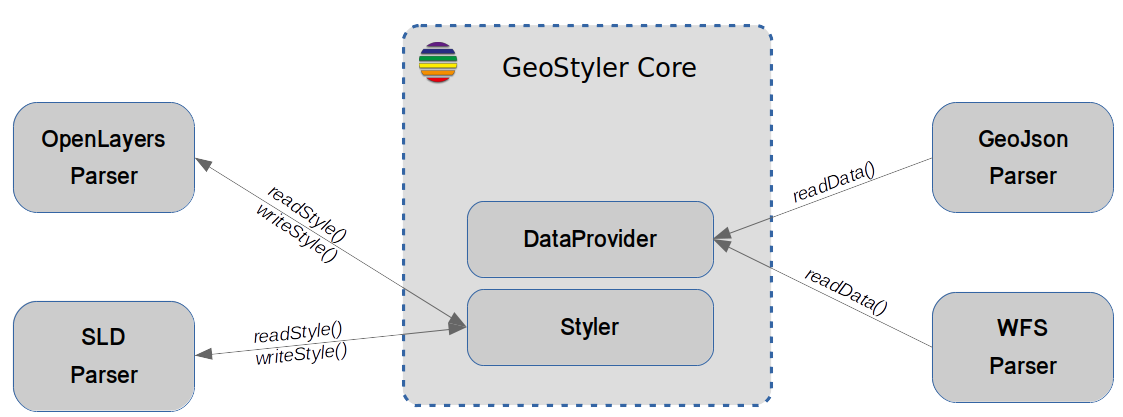 GeoStyler Core
OpenLayers
Parser
GeoJson
Parser
readStyle()
writeStyle()
readData()
DataProvider
readData()
SLD
Parser
readStyle()
writeStyle()
Styler
WFS
Parser